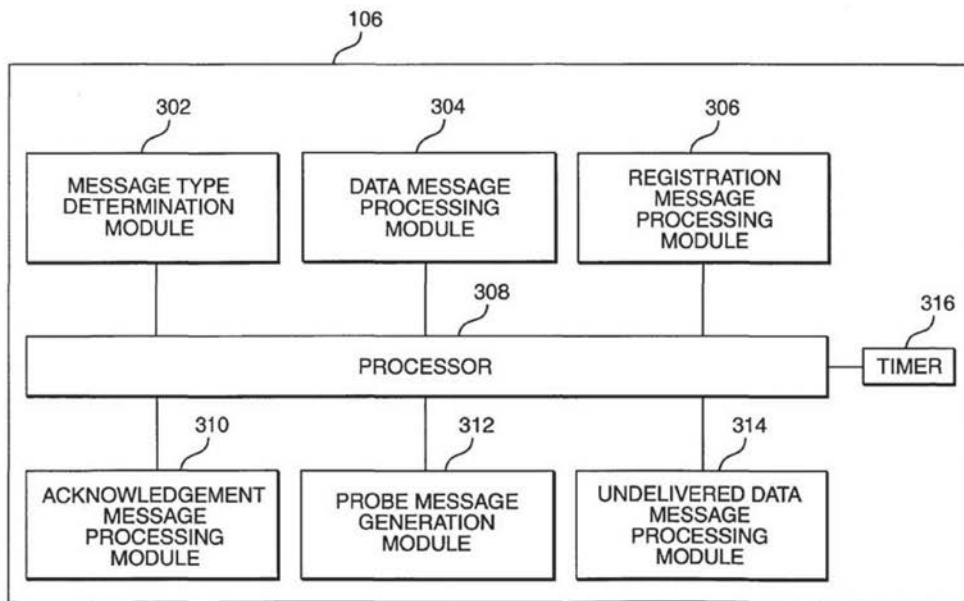 106
302
304
306
MESSAGE TYPE
DETERMINATION
MODULE
DATA MESSAGE
PROCESSING
MODULE
REGISTRATION
MESSAGE
PROCESSING
MODULE
308
316
PROCESSOR
TIMER
310
312
314
ACKNOWLEDGEMENT
MESSAGE
PROCESSING
MODULE
PROBE MESSAGE
GENERATION
MODULE
UNDELIVERED DATA
MESSAGE
PROCESSING
MODULE